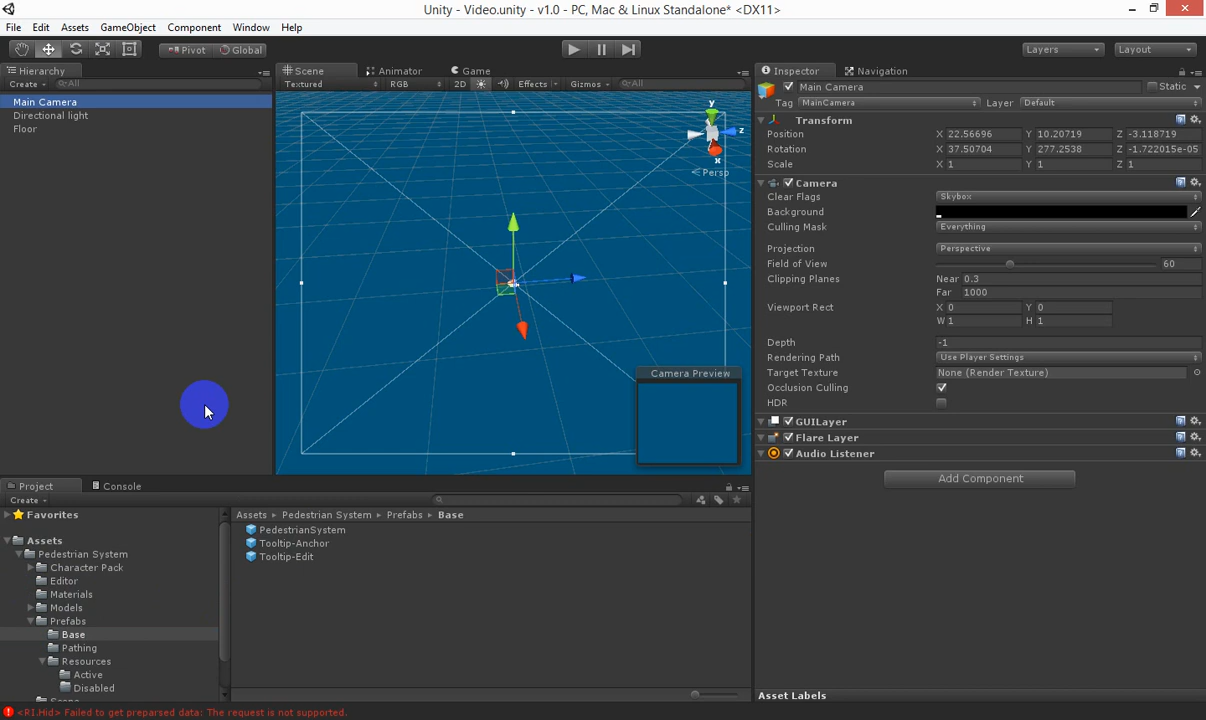 Unity - Video.unity - v1.0 - PC, Mac & Linux Standalone* <DX11>
File Edit Assets GameObject Component Window Help
Pivot Global Layers Layout
Hierarchy
Create All
Main Camera
Directional light
Floor
Scene Animator Game
Textured RGB 2D Effects Gizmos All
y
z
x
Persp
Camera Preview
Inspector Navigation
Main Camera Static
Tag MainCamera Layer Default
Transform
Position X 22.56696 Y 10.20719 Z -3.118719
Rotation X 37.50704 Y 277.2538 Z -1.722015e-05
Scale X 1 Y 1 Z 1
Camera
Clear Flags Skybox
Background
Culling Mask Everything
Projection Perspective
Field of View 60
Clipping Planes Near 0.3
Far 1000
Viewport Rect X 0 Y 0
W 1 H 1
Depth -1
Rendering Path Use Player Settings
Target Texture None (Render Texture)
Occlusion Culling
HDR
GUILayer
Flare Layer
Audio Listener
Add Component
Asset Labels
Project Console
Create
Favorites
Assets
Pedestrian System
Character Pack
Editor
Materials
Models
Prefabs
Base
Pathing
Resources
Active
Disabled
Assets Pedestrian System Prefabs Base
PedestrianSystem
Tooltip-Anchor
Tooltip-Edit
<RI.Hid> Failed to get preparsed data: The request is not supported.